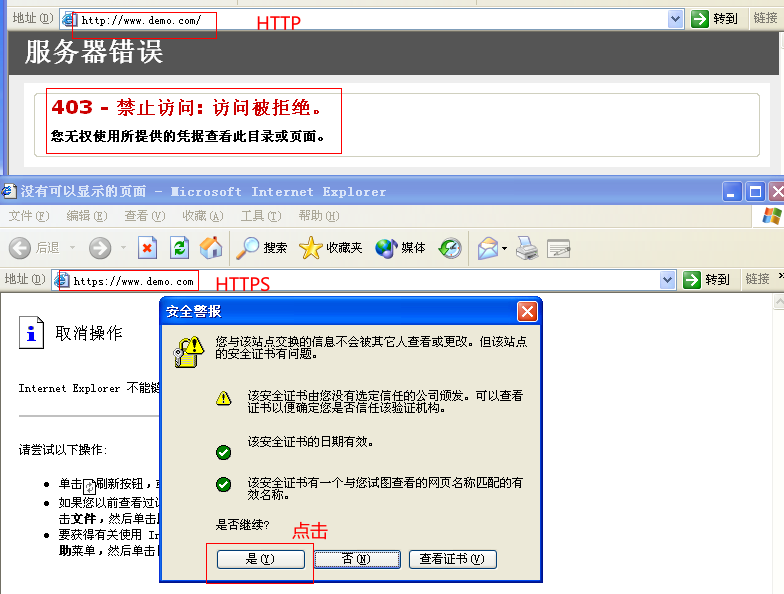 地址(D) http://www.demo.com/ HTTP 转到 链接
服务器错误
403 - 禁止访问: 访问被拒绝。
您无权使用所提供的凭据查看此目录或页面。
没有可以显示的页面 - Microsoft Internet Explorer
文件(F) 编辑(E) 查看(V) 收藏(A) 工具(T) 帮助(H)
后退 搜索 收藏夹 媒体
地址(D) https://www.demo.com HTTPS 转到 链接 »
安全警报
您与该站点交换的信息不会被其它人查看或更改。但该站点
的安全证书有问题。
取消操作
该安全证书由您没有选定信任的公司颁发。可以查看
证书以便确定您是否信任该验证机构。
Internet Explorer 不能链
该安全证书的日期有效。
请尝试以下操作:
该安全证书有一个与您试图查看的网页名称匹配的有
效名称。
单击 刷新按钮，
如果您以前查看过
击文件，然后单击
要获得有关使用 In
助菜单，然后单击
是否继续?
点击
是(Y) 否(N) 查看证书(V)